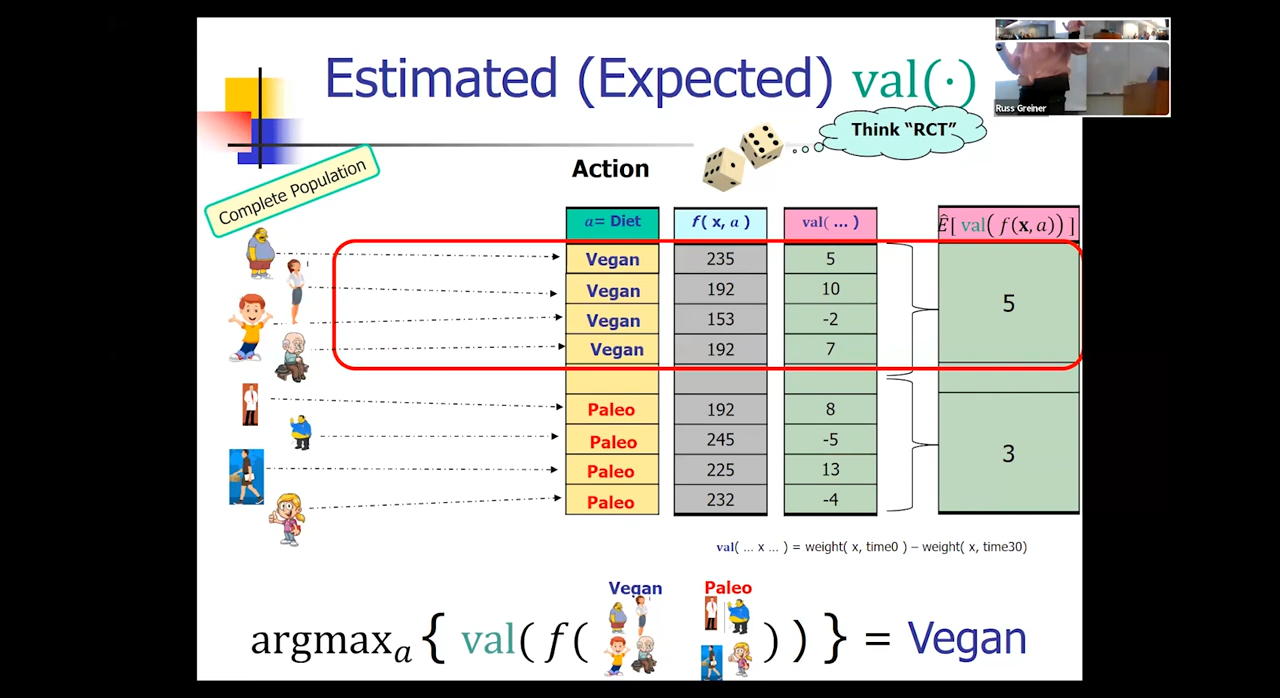 Estimated (Expected) val(·)
Russ Greiner
Think “RCT”
Complete Population
Action
a= Diet f( x, a ) val( ... ) Ê[ val( f(x, a)) ]
Vegan 235 5
Vegan 192 10
5
Vegan 153 -2
Vegan 192 7
Paleo 192 8
Paleo 245 -5
3
Paleo 225 13
Paleo 232 -4
val( ... x ... ) = weight( x, time0 ) – weight( x, time30)
Vegan Paleo
argmaxₐ { val( f( ) ) } = Vegan